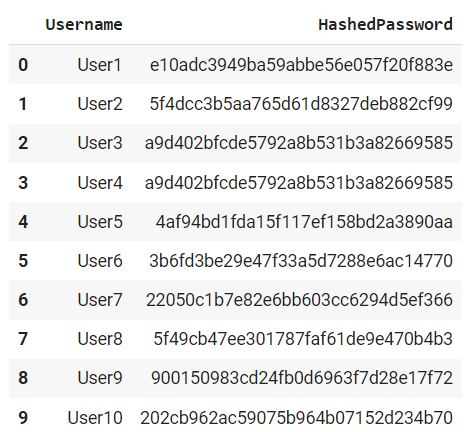 Username HashedPassword
0 User1 e10adc3949ba59abbe56e057f20f883e
1 User2 5f4dcc3b5aa765d61d8327deb882cf99
2 User3 a9d402bfcde5792a8b531b3a82669585
3 User4 a9d402bfcde5792a8b531b3a82669585
4 User5 4af94bd1fda15f117ef158bd2a3890aa
5 User6 3b6fd3be29e47f33a5d7288e6ac14770
6 User7 22050c1b7e82e6bb603cc6294d5ef366
7 User8 5f49cb47ee301787faf61de9e470b4b3
8 User9 900150983cd24fb0d6963f7d28e17f72
9 User10 202cb962ac59075b964b07152d234b70